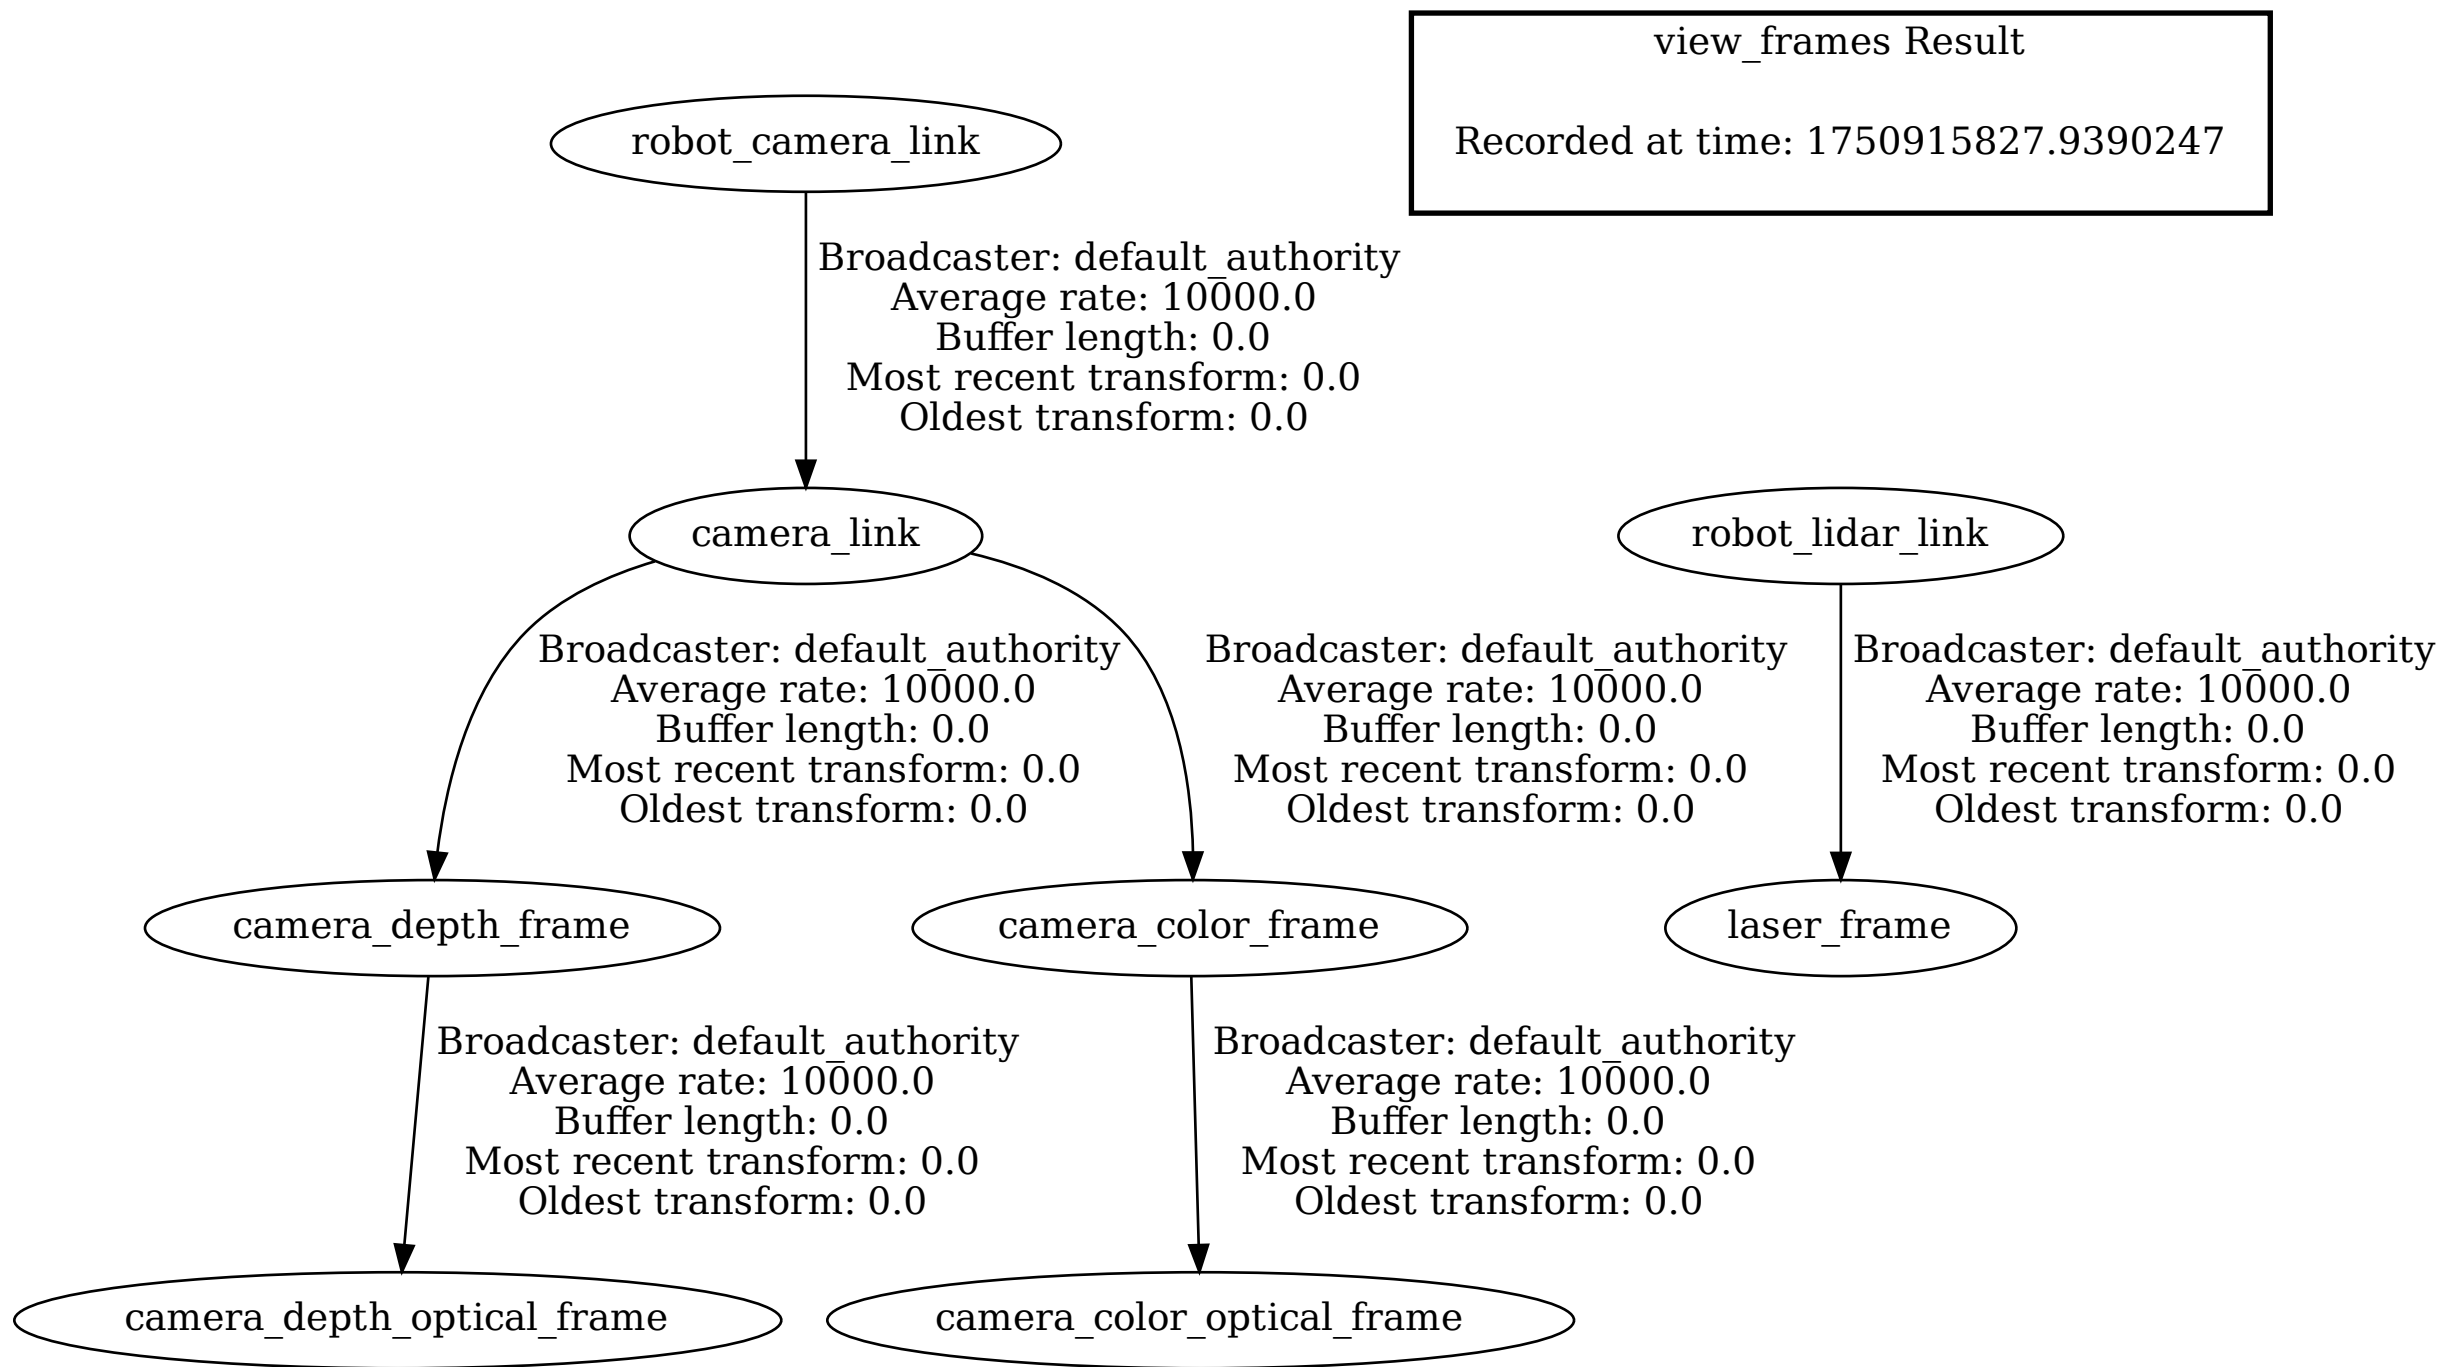 view_frames Result
Recorded at time: 1750915827.9390247
robot_camera_link
Broadcaster: default_authority
Average rate: 10000.0
Buffer length: 0.0
Most recent transform: 0.0
Oldest transform: 0.0
camera_link
robot_lidar_link
Broadcaster: default_authority
Average rate: 10000.0
Buffer length: 0.0
Most recent transform: 0.0
Oldest transform: 0.0
Broadcaster: default_authority
Average rate: 10000.0
Buffer length: 0.0
Most recent transform: 0.0
Oldest transform: 0.0
Broadcaster: default_authority
Average rate: 10000.0
Buffer length: 0.0
Most recent transform: 0.0
Oldest transform: 0.0
camera_depth_frame
camera_color_frame
laser_frame
Broadcaster: default_authority
Average rate: 10000.0
Buffer length: 0.0
Most recent transform: 0.0
Oldest transform: 0.0
Broadcaster: default_authority
Average rate: 10000.0
Buffer length: 0.0
Most recent transform: 0.0
Oldest transform: 0.0
camera_depth_optical_frame
camera_color_optical_frame